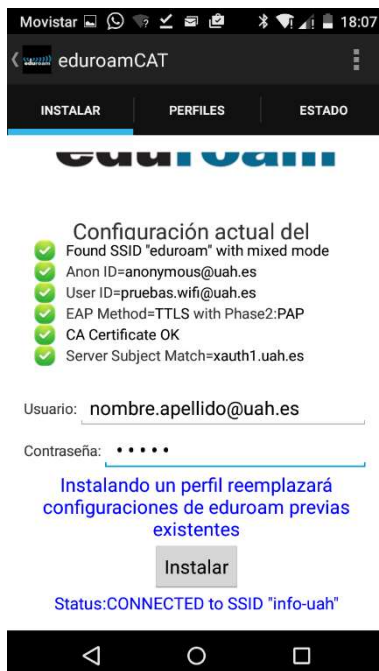 Movistar 18:07
eduroam eduroamCAT
INSTALAR PERFILES ESTADO
eduroam
Configuración actual del
Found SSID "eduroam" with mixed mode
Anon ID=anonymous@uah.es
User ID=pruebas.wifi@uah.es
EAP Method=TTLS with Phase2:PAP
CA Certificate OK
Server Subject Match=xauth1.uah.es
Usuario: nombre.apellido@uah.es
Contraseña: •••••
Instalando un perfil reemplazará
configuraciones de eduroam previas
existentes
Instalar
Status:CONNECTED to SSID "info-uah"